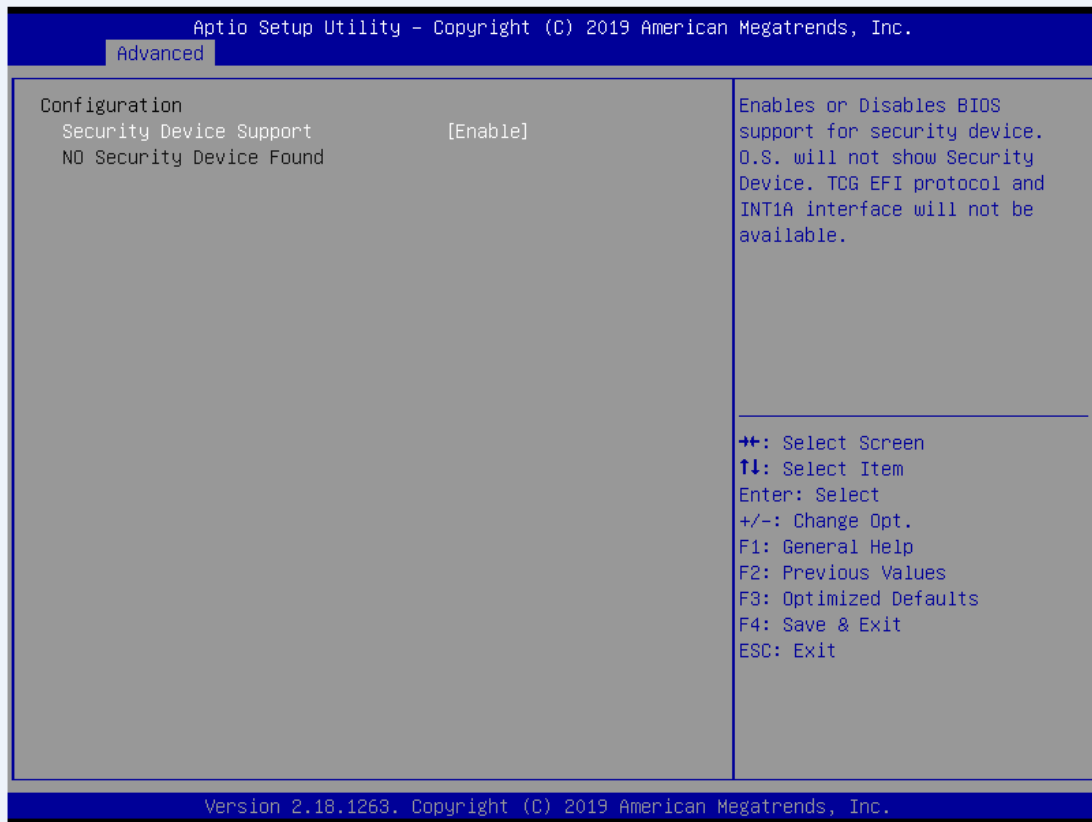 Aptio Setup Utility – Copyright (C) 2019 American Megatrends, Inc.
Advanced
Configuration
Security Device Support [Enable]
NO Security Device Found
Enables or Disables BIOS
support for security device.
O.S. will not show Security
Device. TCG EFI protocol and
INT1A interface will not be
available.
→←: Select Screen
↑↓: Select Item
Enter: Select
+/-: Change Opt.
F1: General Help
F2: Previous Values
F3: Optimized Defaults
F4: Save & Exit
ESC: Exit
Version 2.18.1263. Copyright (C) 2019 American Megatrends, Inc.